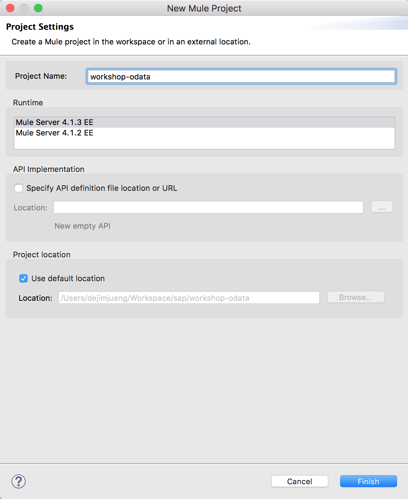 New Mule Project
Project Settings
Create a Mule project in the workspace or in an external location.
Project Name: workshop-odata
Runtime
Mule Server 4.1.3 EE
Mule Server 4.1.2 EE
API Implementation
Specify API definition file location or URL
Location: ...
New empty API
Project location
Use default location
Location: /Users/dejimjuang/Workspace/sap/workshop-odata Browse...
? Cancel Finish